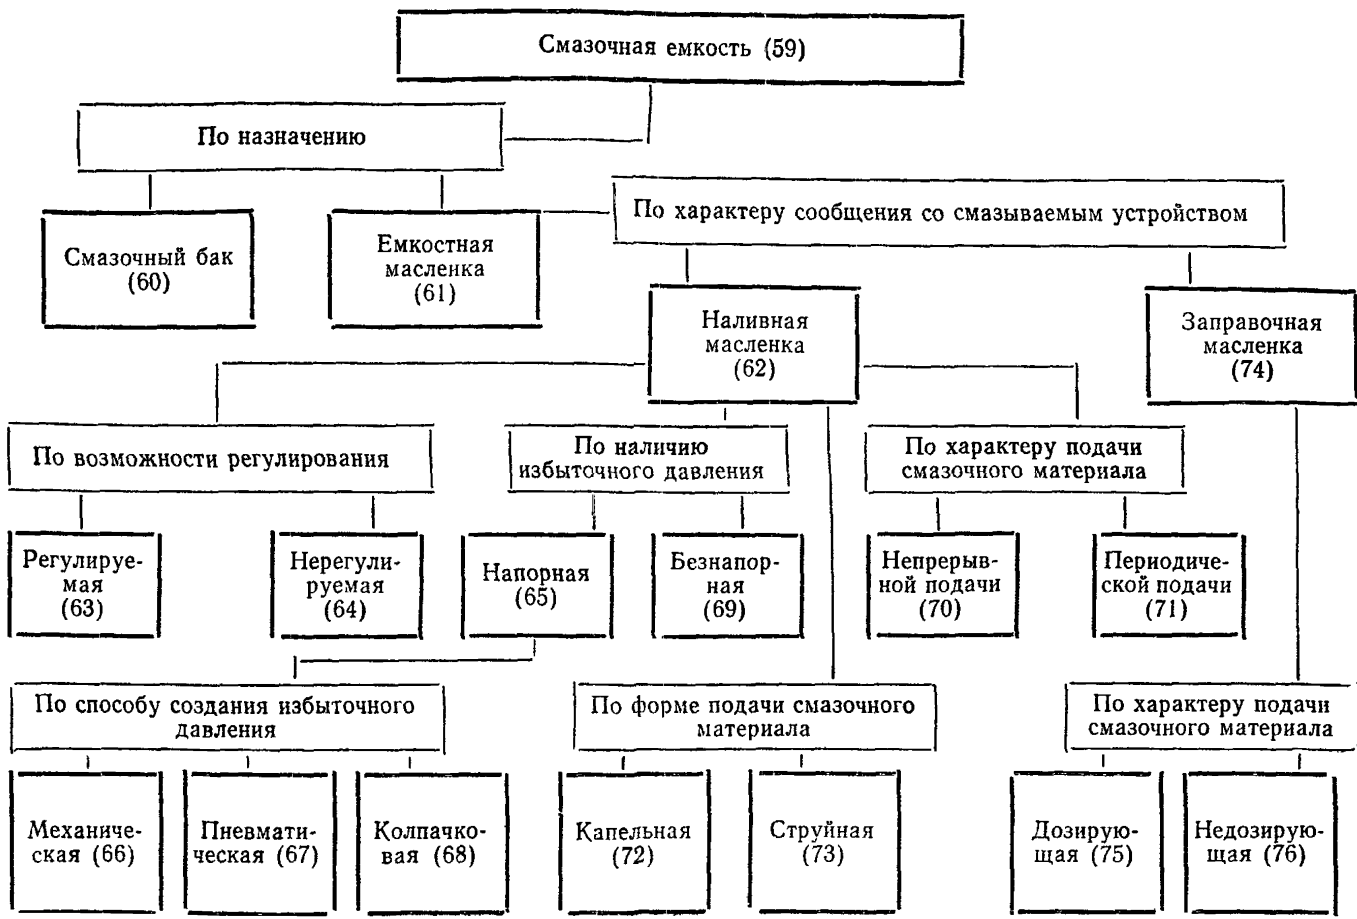 Смазочная емкость (59)
По назначению
По характеру сообщения со смазываемым устройством
Смазочный бак
(60)
Емкостная
масленка
(61)
Наливная
масленка
(62)
Заправочная
масленка
(74)
По возможности регулирования
По наличию
избыточного давления
По характеру подачи
смазочного материала
Регулируе-
мая
(63)
Нерегули-
руемая
(64)
Напорная
(65)
Безнапор-
ная
(69)
Непрерыв-
ной подачи
(70)
Периодиче-
ской подачи
(71)
По способу создания избыточного
давления
По форме подачи смазочного
материала
По характеру подачи
смазочного материала
Механиче-
ская (66)
Пневмати-
ческая (67)
Колпачко-
вая (68)
Капельная
(72)
Струйная
(73)
Дозирую-
щая (75)
Недозирую-
щая (76)